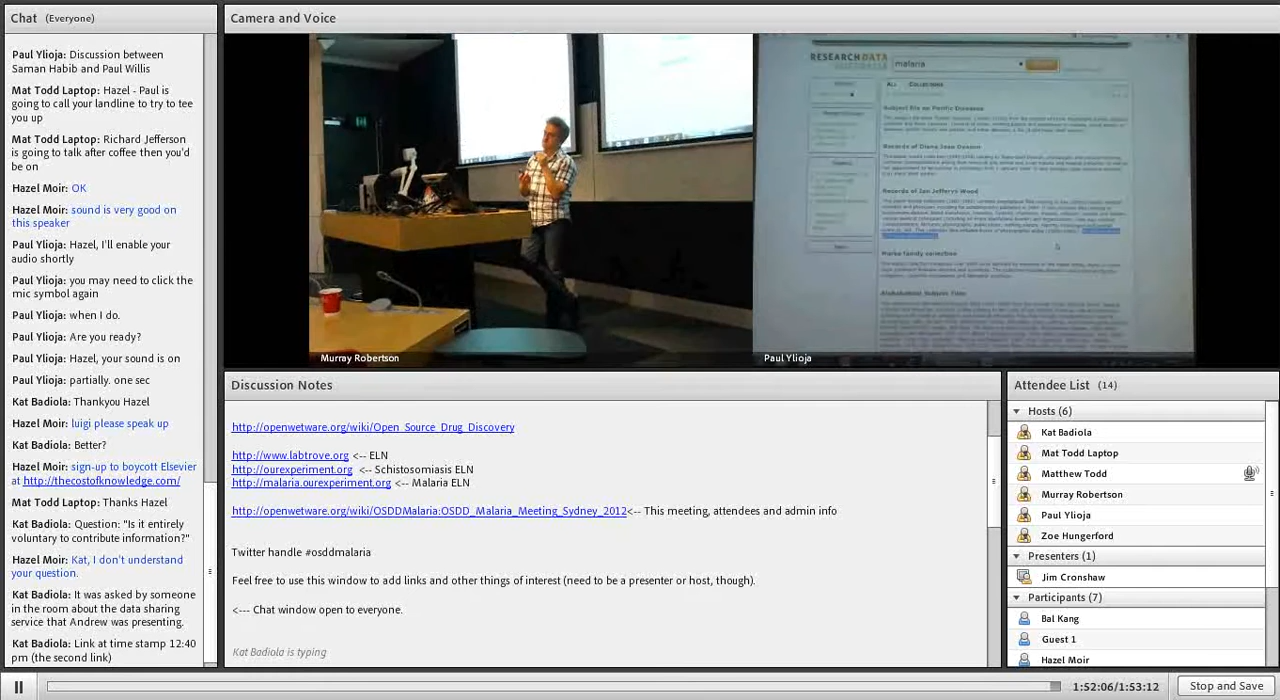 Chat (Everyone)
Paul Ylioja: Discussion between
Saman Habib and Paul Willis
Mat Todd Laptop: Hazel - Paul is
going to call your landline to try to tee
you up
Mat Todd Laptop: Richard Jefferson
is going to talk after coffee then you'd
be on
Hazel Moir: OK
Hazel Moir: sound is very good on
this speaker
Paul Ylioja: Hazel, I'll enable your
audio shortly
Paul Ylioja: you may need to click the
mic symbol again
Paul Ylioja: when I do.
Paul Ylioja: Are you ready?
Paul Ylioja: Hazel, your sound is on
Paul Ylioja: partially. one sec
Kat Badiola: Thankyou Hazel
Hazel Moir: luigi please speak up
Kat Badiola: Better?
Hazel Moir: sign-up to boycott Elsevier
at http://thecostofknowledge.com/
Mat Todd Laptop: Thanks Hazel
Kat Badiola: Question: "Is it entirely
voluntary to contribute information?"
Hazel Moir: Kat, I don't understand
your question.
Kat Badiola: It was asked by someone
in the room about the data sharing
service that Andrew was presenting.
Kat Badiola: Link at time stamp 12:40
pm (the second link)
Camera and Voice
Murray Robertson
RESEARCH DATA
malaria
ALL COLLECTIONS
Records of Ian Jeffery Wood
Paul Ylioja
Discussion Notes
http://openwetware.org/wiki/Open_Source_Drug_Discovery
http://www.labtrove.org <-- ELN
http://ourexperiment.org <-- Schistosomiasis ELN
http://malaria.ourexperiment.org <-- Malaria ELN
http://openwetware.org/wiki/OSDDMalaria:OSDD_Malaria_Meeting_Sydney_2012<-- This meeting, attendees and admin info
Twitter handle #osddmalaria
Feel free to use this window to add links and other things of interest (need to be a presenter or host, though).
<--- Chat window open to everyone.
Kat Badiola is typing
Attendee List (14)
Hosts (6)
Kat Badiola
Mat Todd Laptop
Matthew Todd
Murray Robertson
Paul Ylioja
Zoe Hungerford
Presenters (1)
Jim Cronshaw
Participants (7)
Bal Kang
Guest 1
Hazel Moir
1:52:06/1:53:12
Stop and Save